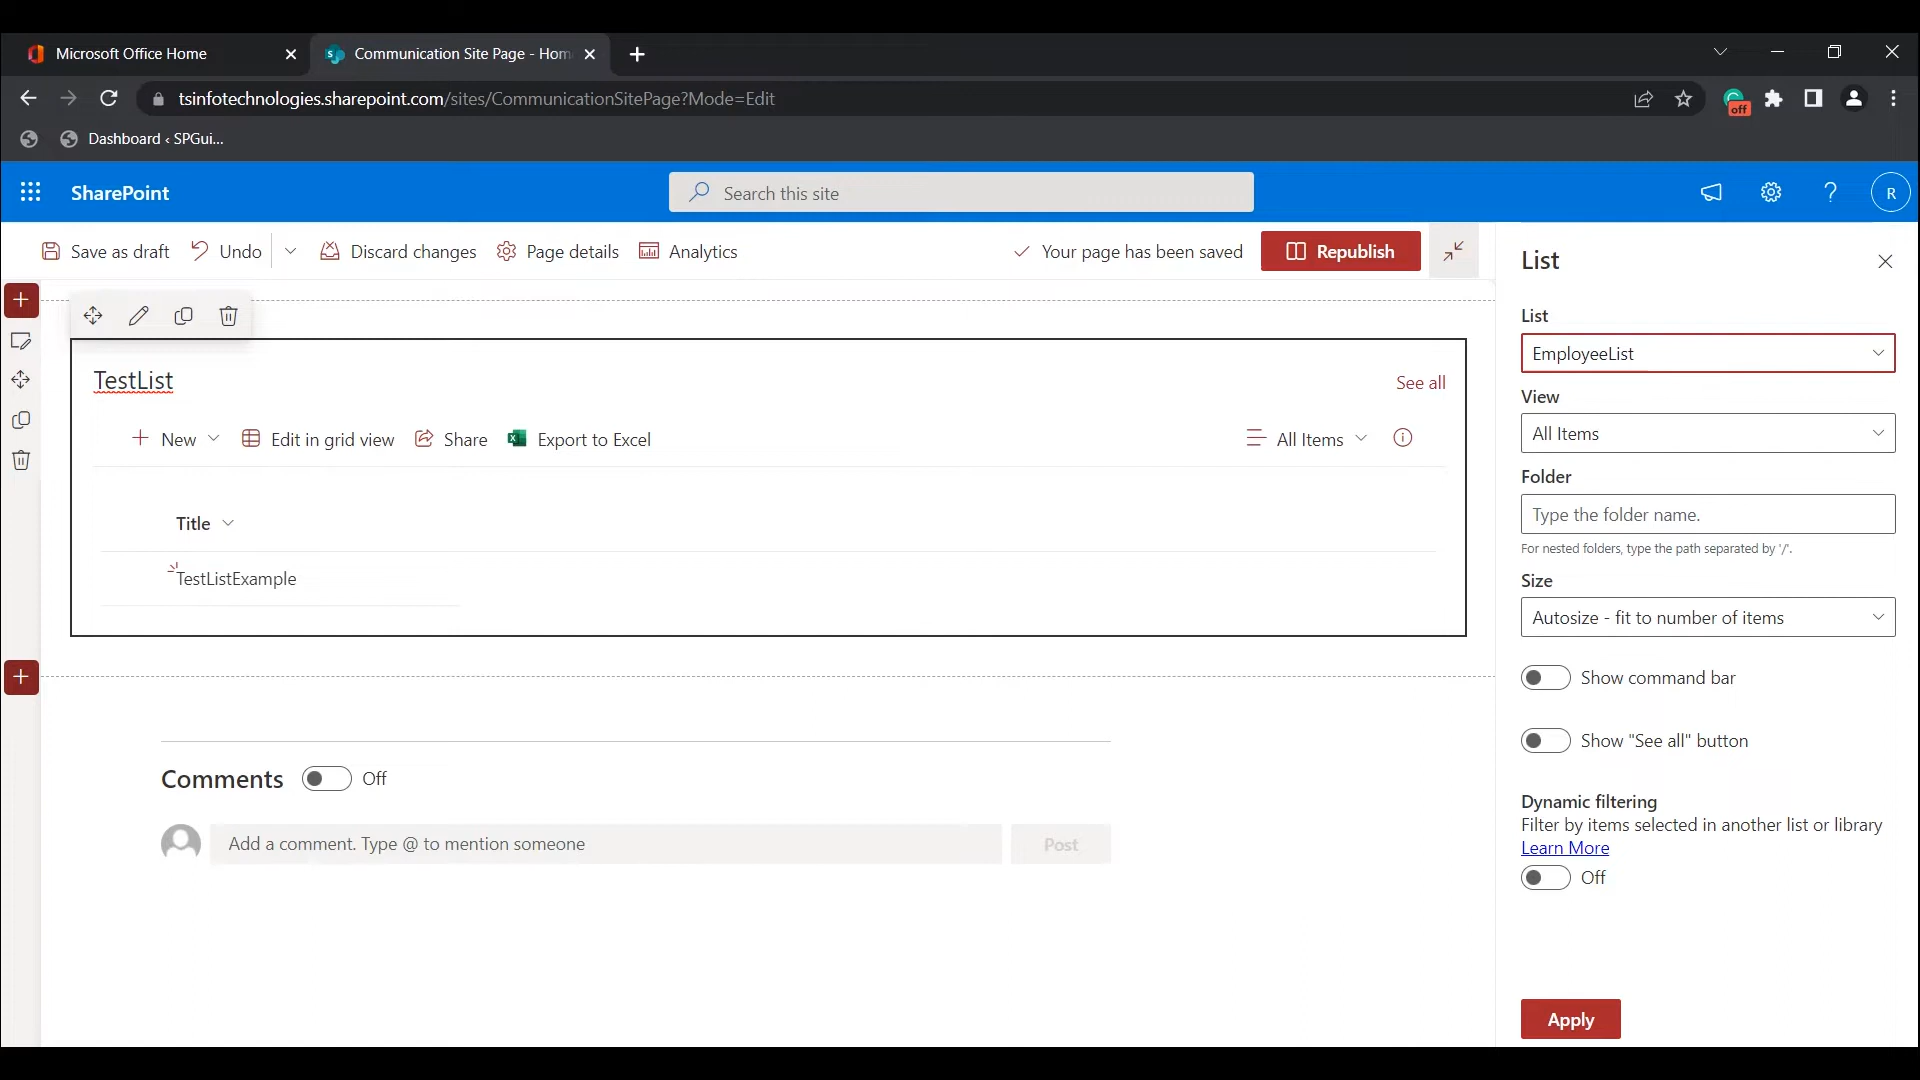 Microsoft Office Home
Communication Site Page - Hom
tsinfotechnologies.sharepoint.com/sites/CommunicationSitePage?Mode=Edit
off
Dashboard ‹ SPGui...
SharePoint
Search this site
R
Save as draft
Undo
Discard changes
Page details
Analytics
Your page has been saved
Republish
TestList
See all
New
Edit in grid view
Share
Export to Excel
All Items
Title
TestListExample
Comments
Off
Add a comment. Type @ to mention someone
Post
List
List
EmployeeList
View
All Items
Folder
Type the folder name.
For nested folders, type the path separated by '/'.
Size
Autosize - fit to number of items
Show command bar
Show "See all" button
Dynamic filtering
Filter by items selected in another list or library
Learn More
Off
Apply